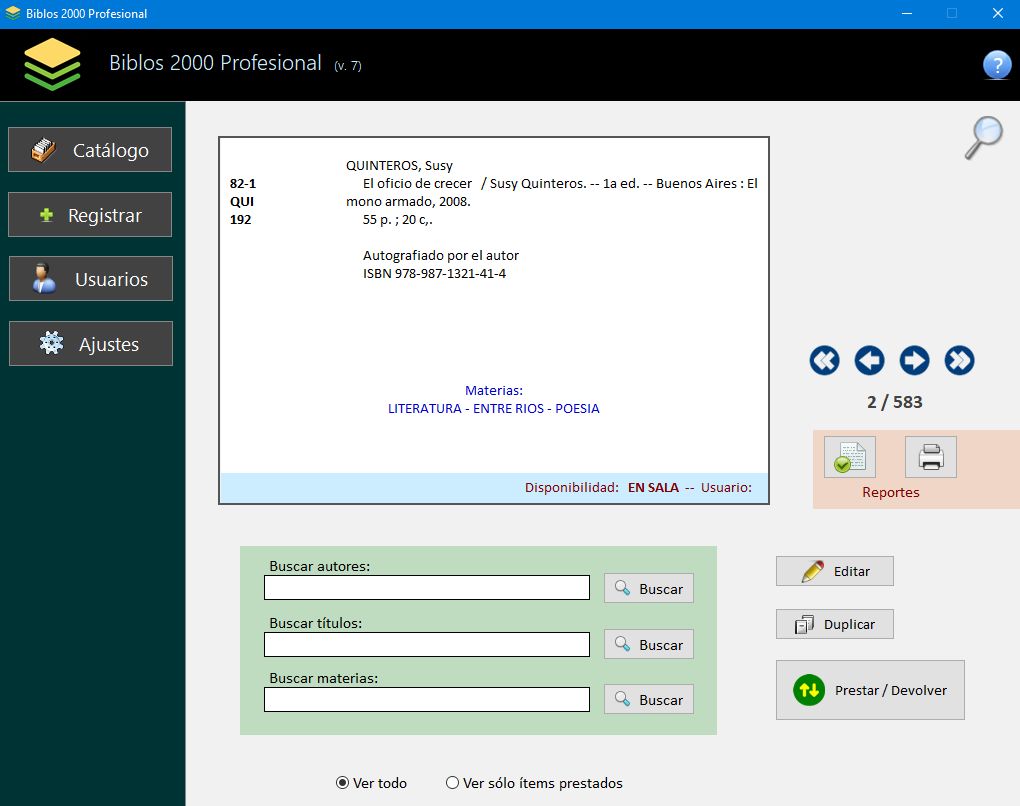 Biblos 2000 Profesional
Biblos 2000 Profesional (v. 7)
?
Catálogo
Registrar
Usuarios
Ajustes
QUINTEROS, Susy
82-1 El oficio de crecer / Susy Quinteros. -- 1a ed. -- Buenos Aires : El
QUI mono armado, 2008.
192 55 p. ; 20 c,.
Autografiado por el autor
ISBN 978-987-1321-41-4
Materias:
LITERATURA - ENTRE RIOS - POESIA
Disponibilidad: EN SALA -- Usuario:
2 / 583
Reportes
Buscar autores:
Buscar
Buscar títulos:
Buscar
Buscar materias:
Buscar
Editar
Duplicar
Prestar / Devolver
Ver todo Ver sólo ítems prestados